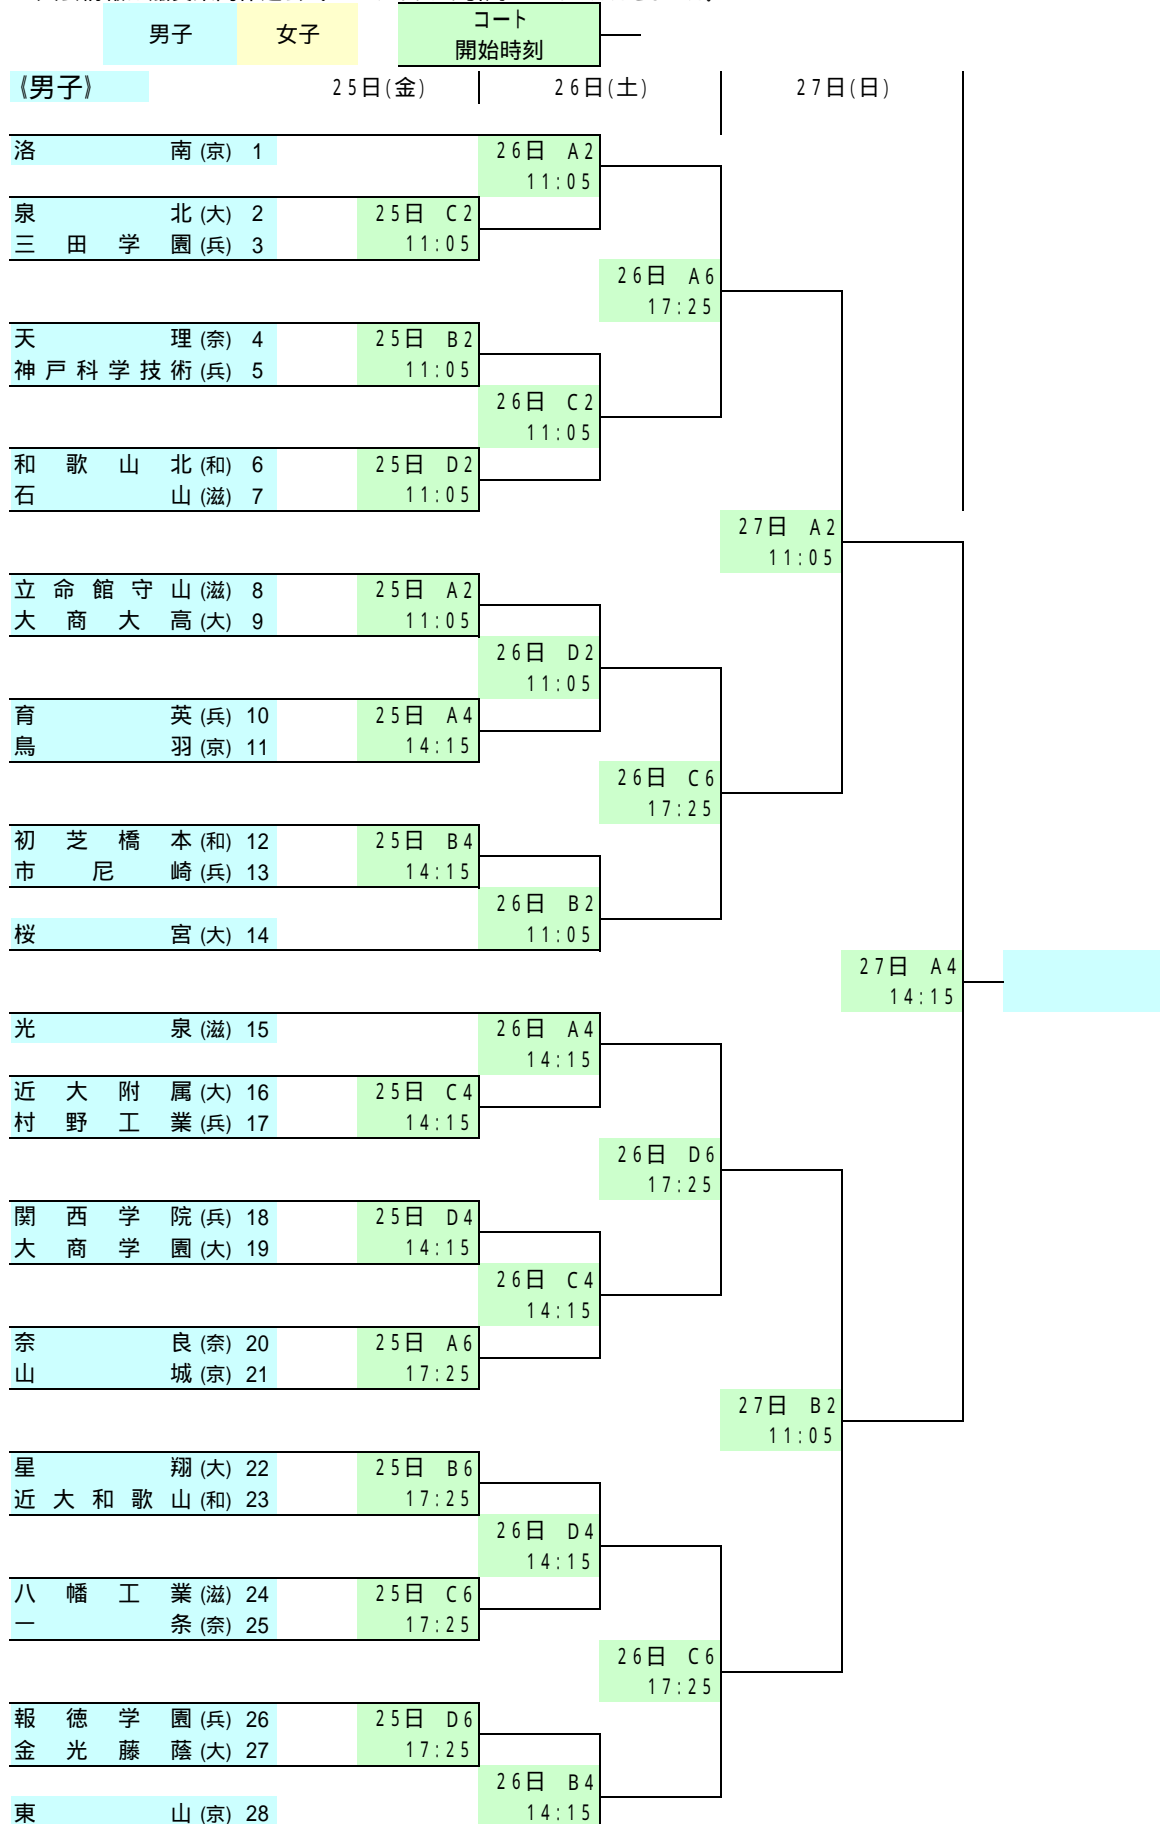 男子 女子 コート
開始時刻
《男子》 25日(金) 26日(土) 27日(日)
洛南(京) 1 26日 A2
11:05
泉北(大) 2 25日 C2
三田学園(兵) 3 11:05
26日 A6
17:25
天理(奈) 4 25日 B2
神戸科学技術(兵) 5 11:05
26日 C2
11:05
和歌山北(和) 6 25日 D2
石山(滋) 7 11:05
27日 A2
11:05
立命館守山(滋) 8 25日 A2
大商大高(大) 9 11:05
26日 D2
11:05
育英(兵) 10 25日 A4
鳥羽(京) 11 14:15
26日 C6
17:25
初芝橋本(和) 12 25日 B4
市尼崎(兵) 13 14:15
26日 B2
桜宮(大) 14 11:05
27日 A4
14:15
光泉(滋) 15 26日 A4
14:15
近大附属(大) 16 25日 C4
村野工業(兵) 17 14:15
26日 D6
17:25
関西学院(兵) 18 25日 D4
大商学園(大) 19 14:15
26日 C4
14:15
奈良(奈) 20 25日 A6
山城(京) 21 17:25
27日 B2
11:05
星翔(大) 22 25日 B6
近大和歌山(和) 23 17:25
26日 D4
14:15
八幡工業(滋) 24 25日 C6
一条(奈) 25 17:25
26日 C6
17:25
報徳学園(兵) 26 25日 D6
金光藤蔭(大) 27 17:25
26日 B4
東山(京) 28 14:15